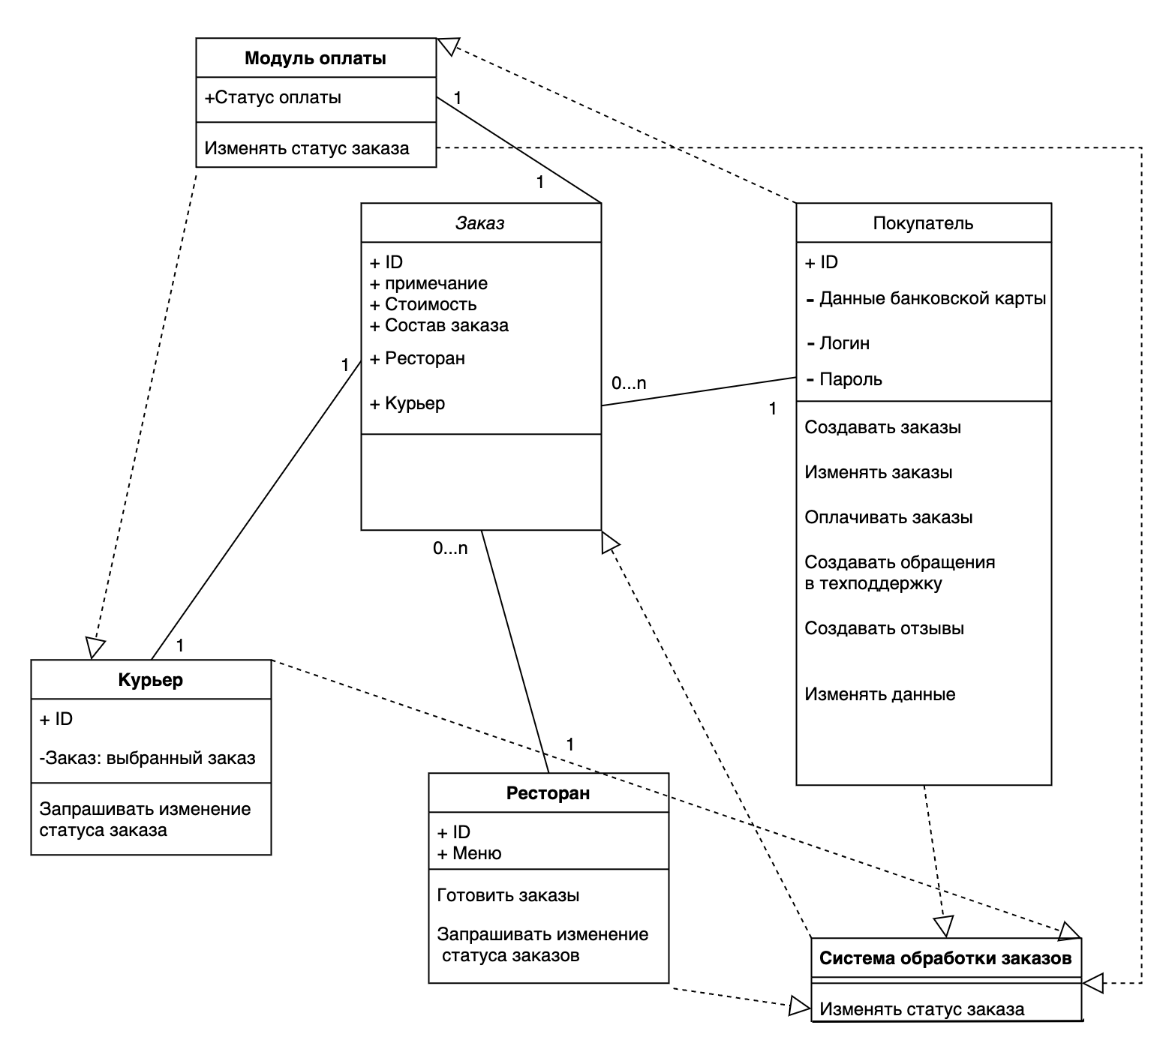 Модуль оплаты
+Статус оплаты
Изменять статус заказа
1
1
Заказ
+ ID
+ примечание
+ Стоимость
+ Состав заказа
+ Ресторан
+ Курьер
1
0...n
1
0...n
Покупатель
+ ID
- Данные банковской карты
- Логин
- Пароль
Создавать заказы
Изменять заказы
Оплачивать заказы
Создавать обращения
в техподдержку
Создавать отзывы
Изменять данные
1
Курьер
+ ID
-Заказ: выбранный заказ
Запрашивать изменение
статуса заказа
1
Ресторан
+ ID
+ Меню
Готовить заказы
Запрашивать изменение
статуса заказов
Система обработки заказов
Изменять статус заказа